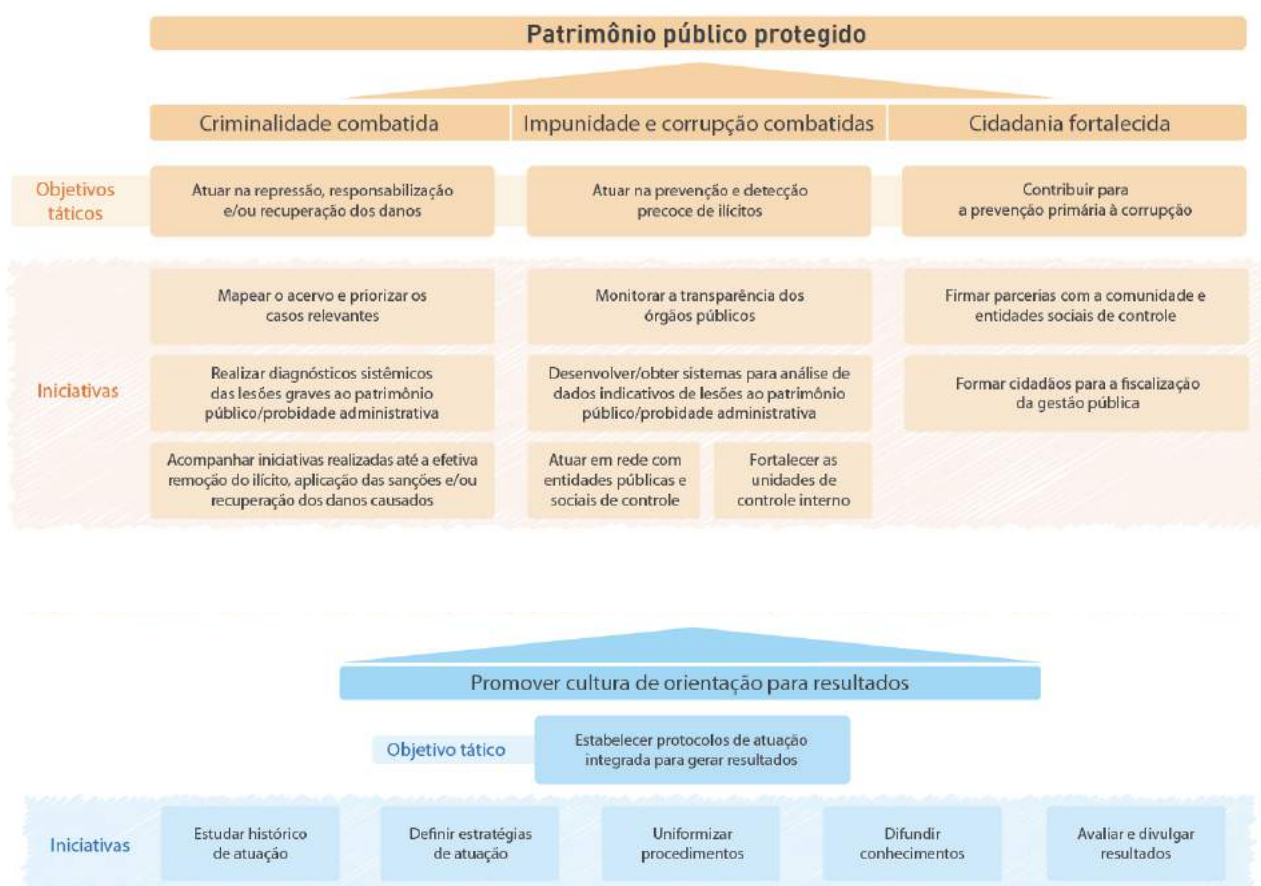 Patrimônio público protegido
Criminalidade combatida
Impunidade e corrupção combatidas
Cidadania fortalecida
Objetivos
táticos
Atuar na repressão, responsabilização
e/ou recuperação dos danos
Atuar na prevenção e detecção
precoce de ilícitos
Contribuir para
a prevenção primária à corrupção
Iniciativas
Mapear o acervo e priorizar os
casos relevantes
Monitorar a transparência dos
órgãos públicos
Firmar parcerias com a comunidade e
entidades sociais de controle
Realizar diagnósticos sistêmicos
das lesões graves ao patrimônio
público/probidade administrativa
Desenvolver/obter sistemas para análise de
dados indicativos de lesões ao patrimônio
público/probidade administrativa
Formar cidadãos para a fiscalização
da gestão pública
Acompanhar iniciativas realizadas até a efetiva
remoção do ilícito, aplicação das sanções e/ou
recuperação dos danos causados
Atuar em rede com
entidades públicas e
sociais de controle
Fortalecer as
unidades de
controle interno
Promover cultura de orientação para resultados
Objetivo tático
Estabelecer protocolos de atuação
integrada para gerar resultados
Iniciativas
Estudar histórico
de atuação
Definir estratégias
de atuação
Uniformizar
procedimentos
Difundir
conhecimentos
Avaliar e divulgar
resultados